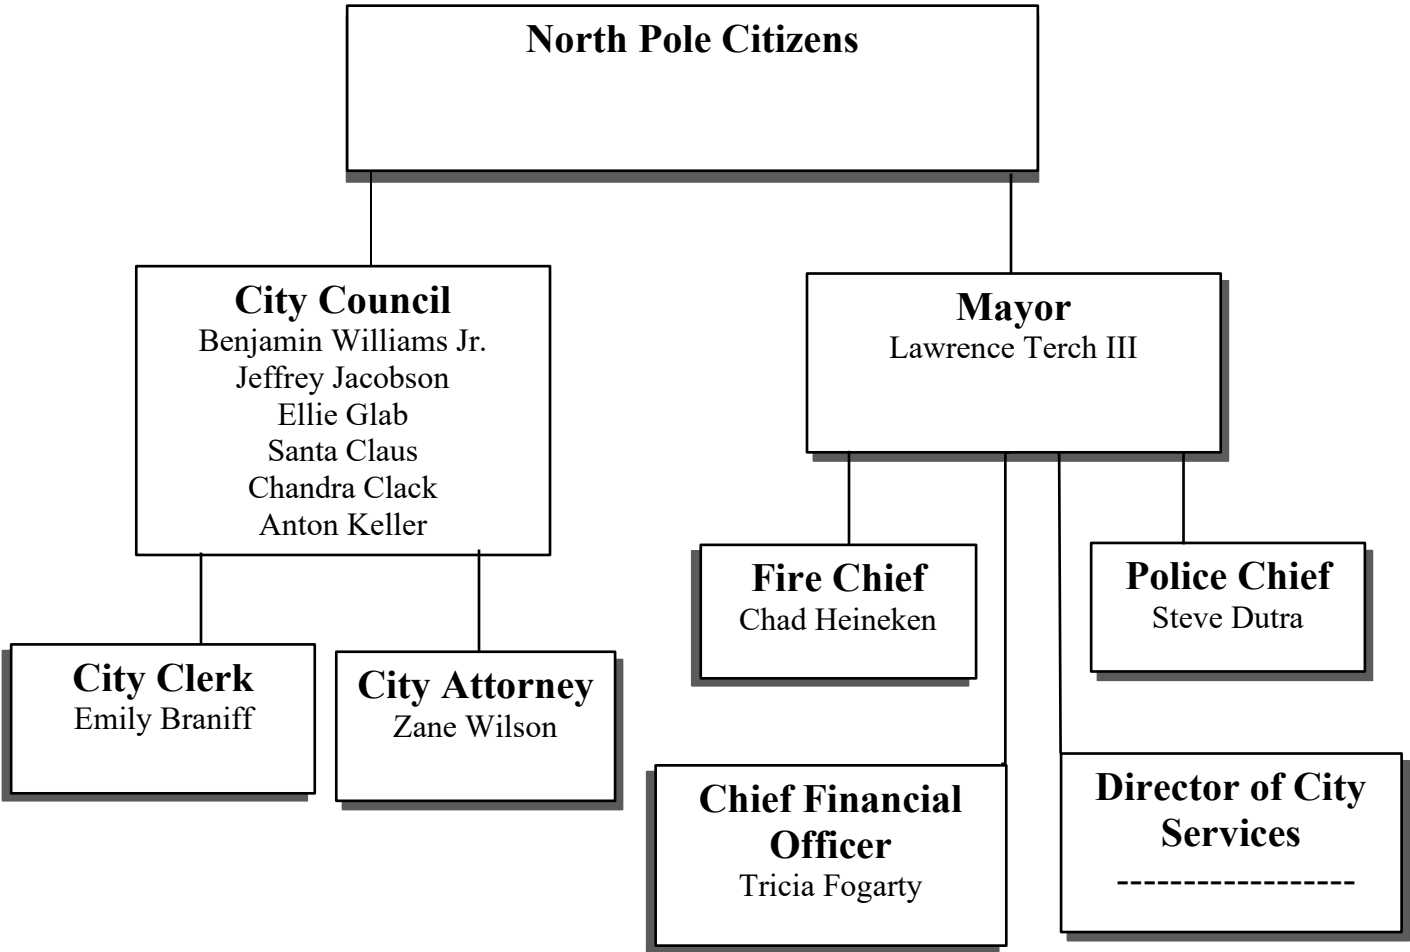 North Pole Citizens
City Council
Benjamin Williams Jr.
Jeffrey Jacobson
Ellie Glab
Santa Claus
Chandra Clack
Anton Keller
Mayor
Lawrence Terch III
City Clerk
Emily Braniff
City Attorney
Zane Wilson
Fire Chief
Chad Heineken
Police Chief
Steve Dutra
Chief Financial
Officer
Tricia Fogarty
Director of City
Services
------------------